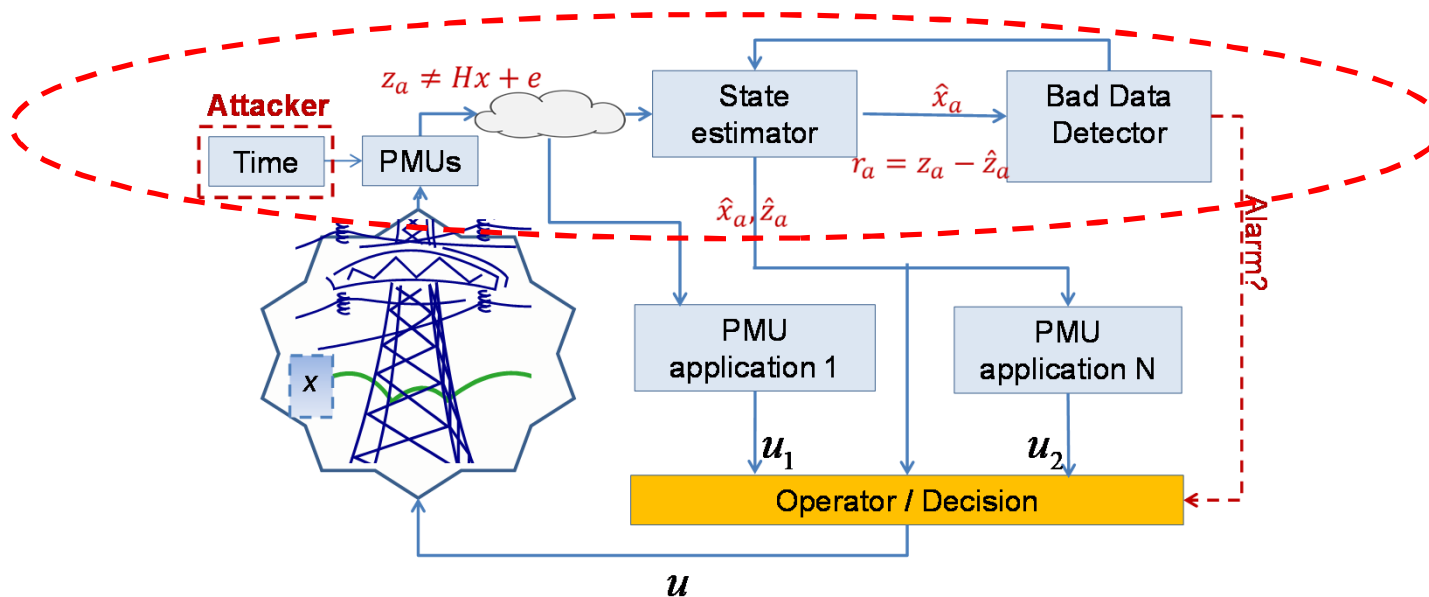 z_a ≠ Hx + e
Attacker
Time
PMUs
State
estimator
x̂_a
Bad Data
Detector
r_a = z_a − ẑ_a
x̂_a, ẑ_a
Alarm?
x
PMU
application 1
PMU
application N
u_1
u_2
Operator / Decision
u